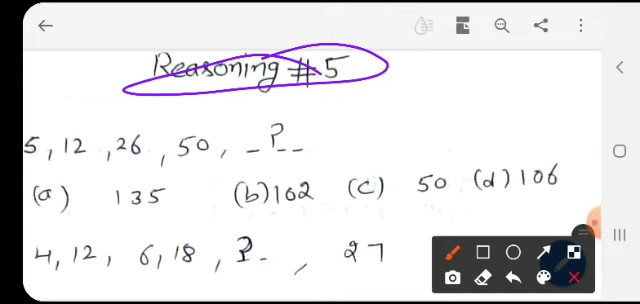 Reasoning #5
5, 12, 26, 50, _?_
(a) 135 (b) 102 (c) 50 (d) 106
4, 12, 6, 18, ?, 27